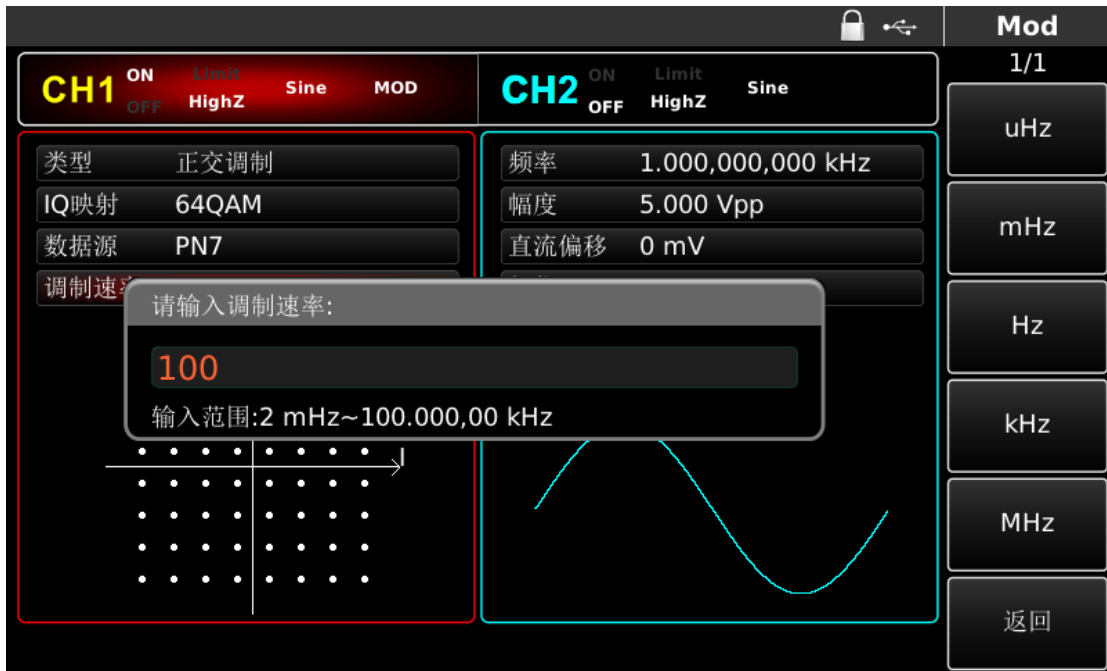 Mod
1/1
CH1 ON OFF Limit HighZ Sine MOD
CH2 ON OFF Limit HighZ Sine
uHz
mHz
Hz
kHz
MHz
返回
类型 正交调制
IQ映射 64QAM
数据源 PN7
调制速
频率 1.000,000,000 kHz
幅度 5.000 Vpp
直流偏移 0 mV
请输入调制速率:
100
输入范围:2 mHz~100.000,00 kHz
I